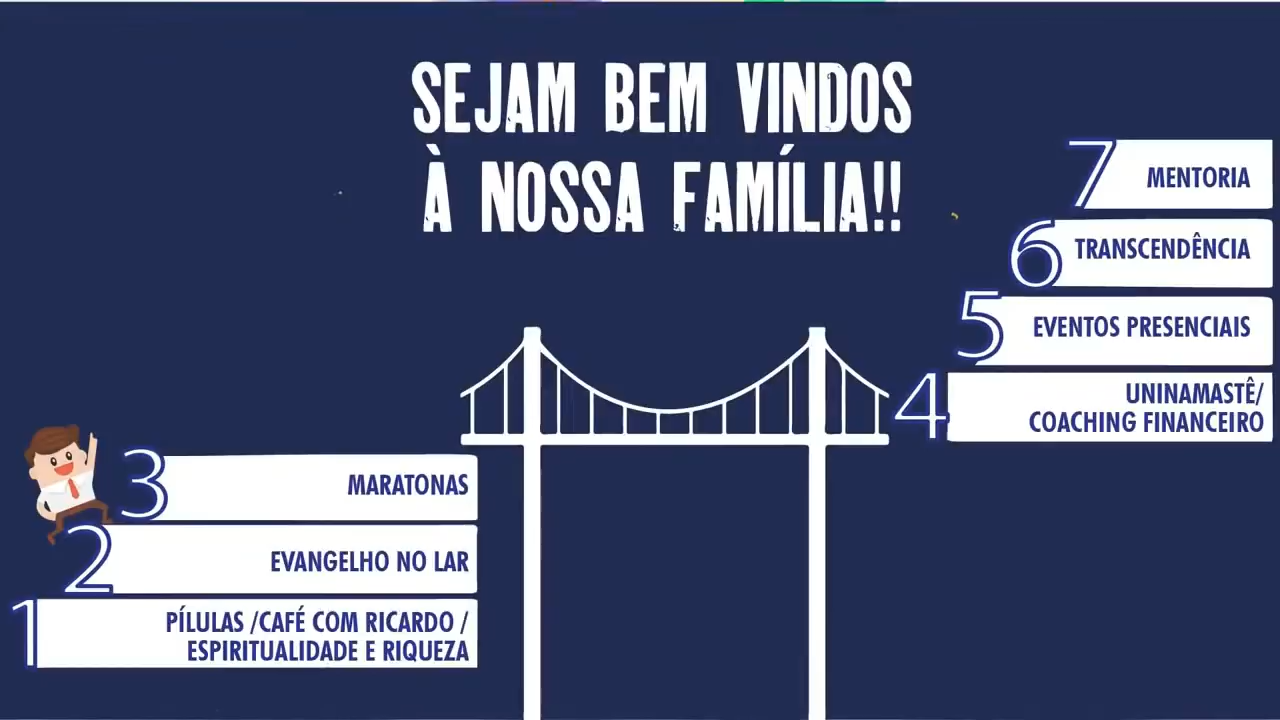 SEJAM BEM VINDOS
À NOSSA FAMÍLIA!!
7 MENTORIA
6 TRANSCENDÊNCIA
5 EVENTOS PRESENCIAIS
4 UNINAMASTÊ/
COACHING FINANCEIRO
3 MARATONAS
2 EVANGELHO NO LAR
1 PÍLULAS /CAFÉ COM RICARDO /
ESPIRITUALIDADE E RIQUEZA